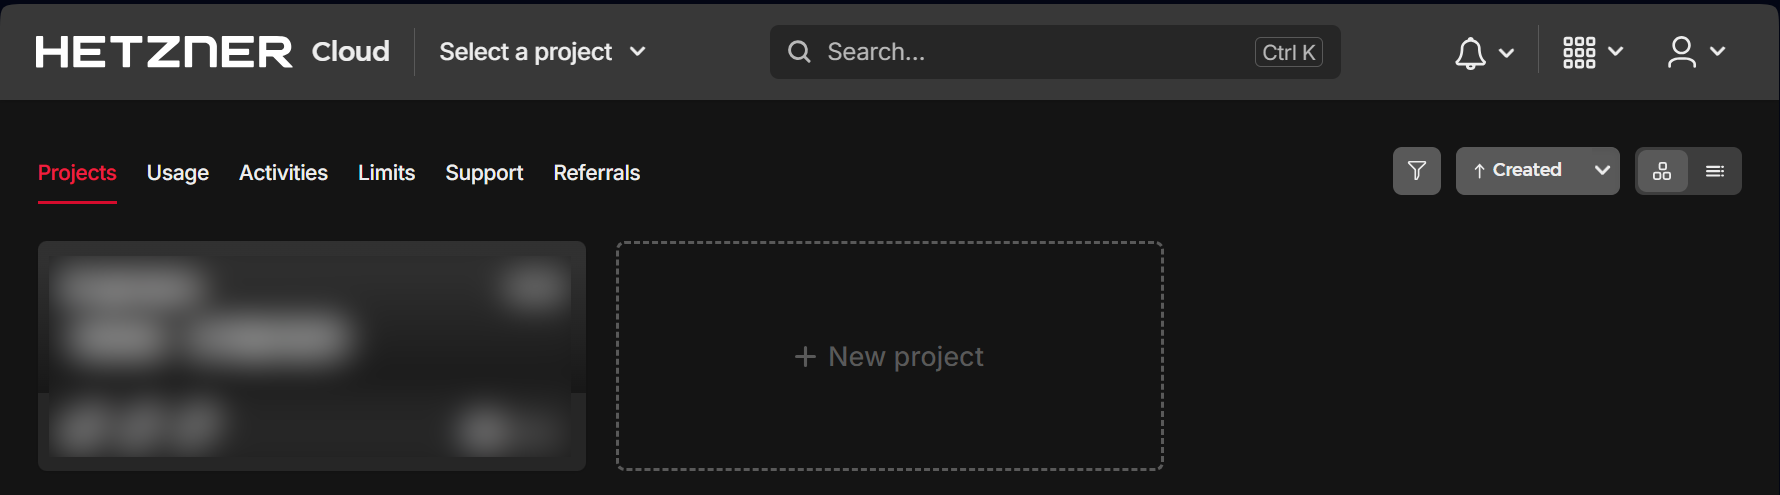 HETZNER Cloud Select a project Search... Ctrl K
Projects Usage Activities Limits Support Referrals ↑ Created
+ New project